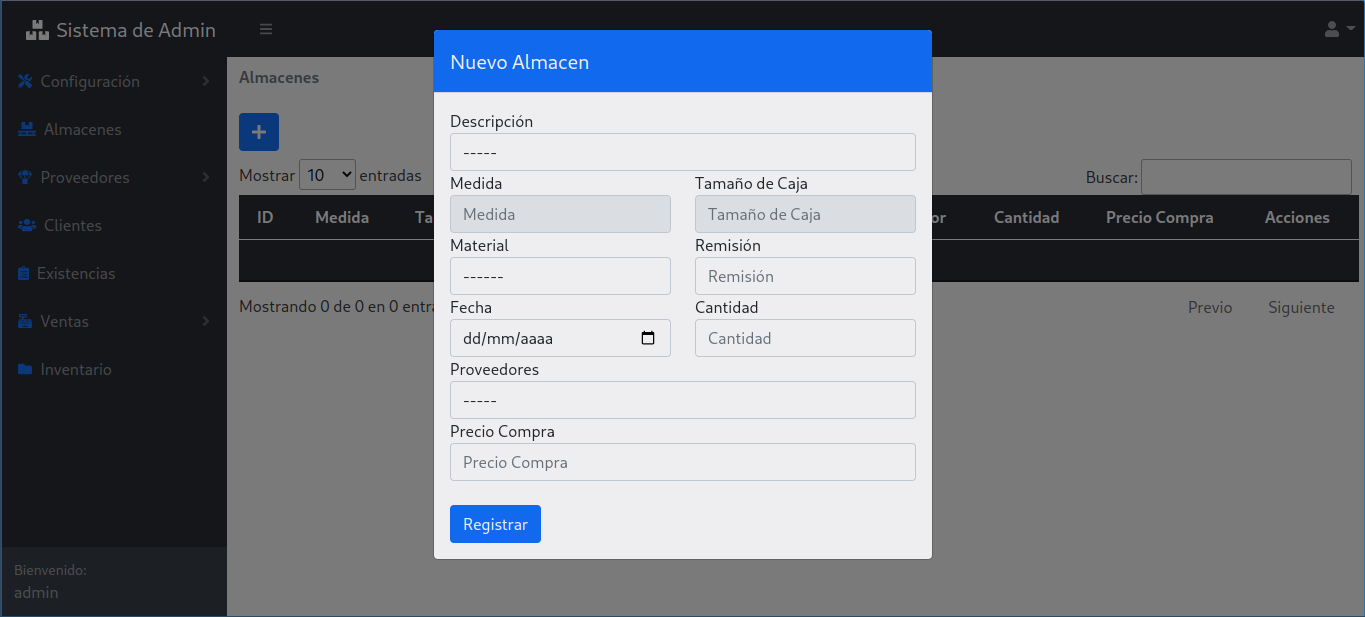 Sistema de Admin
Nuevo Almacen
Configuración
Almacenes
Proveedores
Clientes
Existencias
Ventas
Inventario
Bienvenido:
admin
Almacenes
+
Mostrar 10 entradas
Buscar:
ID Medida Ta or Cantidad Precio Compra Acciones
Mostrando 0 de 0 en 0 entra
Previo Siguiente
Descripción
-----
Medida Tamaño de Caja
Medida Tamaño de Caja
Material Remisión
------ Remisión
Fecha Cantidad
dd/mm/aaaa Cantidad
Proveedores
-----
Precio Compra
Precio Compra
Registrar